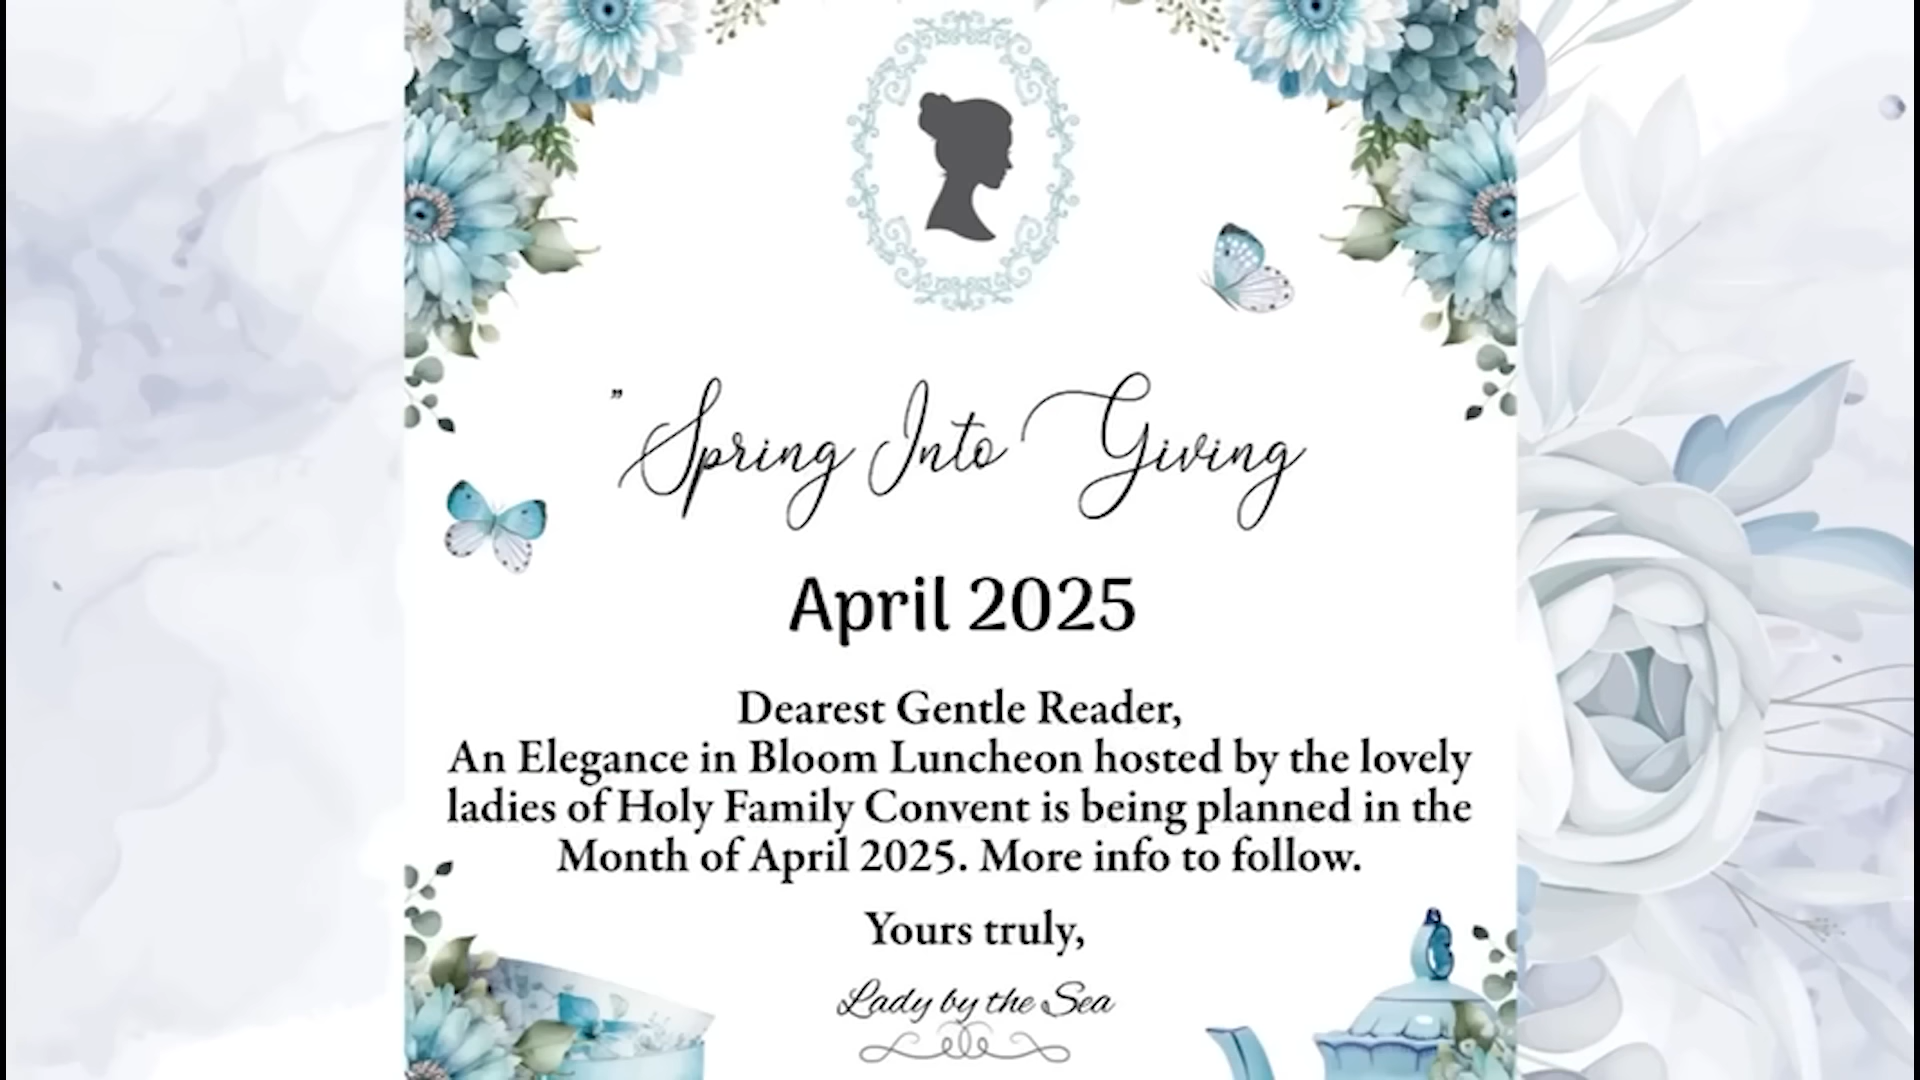 "Spring Into Giving
April 2025
Dearest Gentle Reader,
An Elegance in Bloom Luncheon hosted by the lovely
ladies of Holy Family Convent is being planned in the
Month of April 2025. More info to follow.
Yours truly,
Lady by the Sea